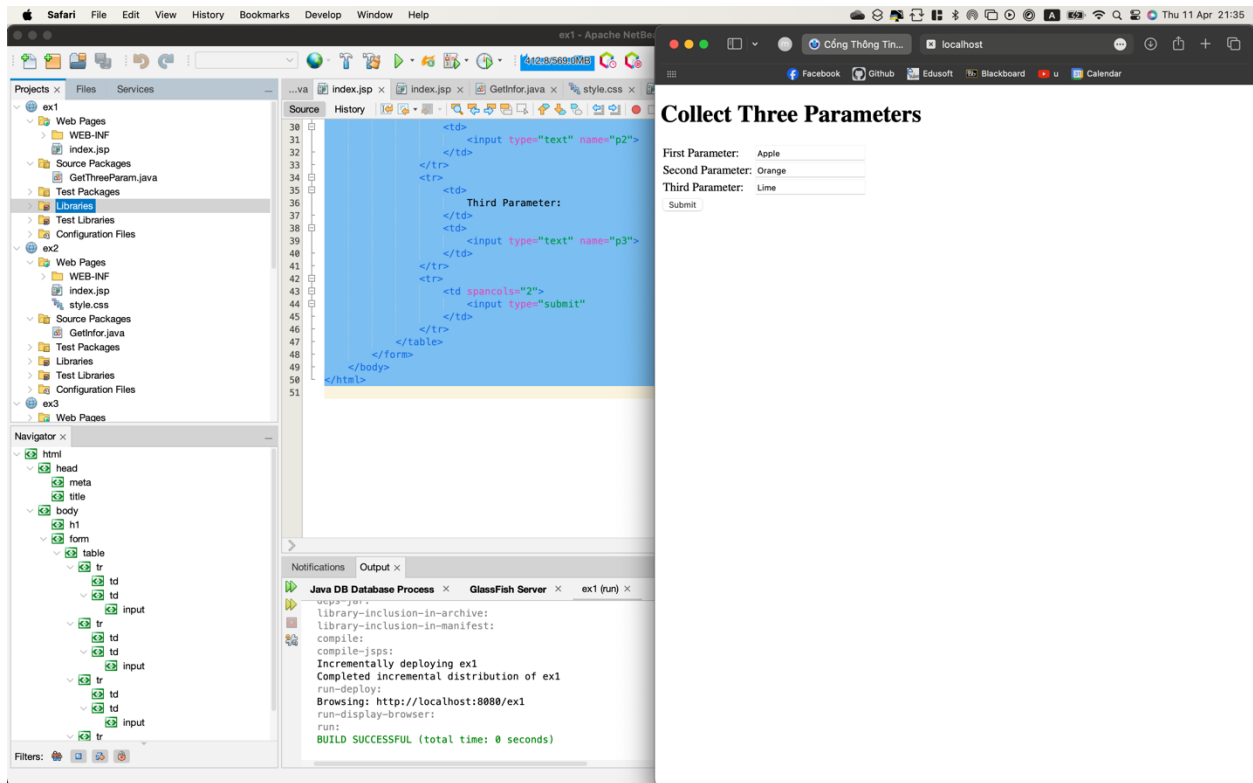 Safari File Edit View History Bookmarks Develop Window Help
Thu 11 Apr 21:35
ex1 - Apache NetBea
412.8/569.0MB
Projects Files Services
ex1
Web Pages
WEB-INF
index.jsp
Source Packages
GetThreeParam.java
Test Packages
Libraries
Test Libraries
Configuration Files
ex2
Web Pages
WEB-INF
index.jsp
style.css
Source Packages
GetInfor.java
Test Packages
Libraries
Test Libraries
Configuration Files
ex3
Web Pages
Navigator
html
head
meta
title
body
h1
form
table
tr
td
td
input
tr
td
td
input
tr
td
td
input
tr
Filters:
...va index.jsp index.jsp GetInfor.java style.css
Source History
30 <td>
31 <input type="text" name="p2">
32 </td>
33 </tr>
34 <tr>
35 <td>
36 Third Parameter:
37 </td>
38 <td>
39 <input type="text" name="p3">
40 </td>
41 </tr>
42 <tr>
43 <td spancols="2">
44 <input type="submit"
45 </td>
46 </tr>
47 </table>
48 </form>
49 </body>
50 </html>
51
Notifications Output
Java DB Database Process GlassFish Server ex1 (run)
deps-jar:
library-inclusion-in-archive:
library-inclusion-in-manifest:
compile:
compile-jsps:
Incrementally deploying ex1
Completed incremental distribution of ex1
run-deploy:
Browsing: http://localhost:8080/ex1
run-display-browser:
run:
BUILD SUCCESSFUL (total time: 0 seconds)
Cổng Thông Tin... localhost
Facebook Github Edusoft Blackboard u Calendar
Collect Three Parameters
First Parameter: Apple
Second Parameter: Orange
Third Parameter: Lime
Submit